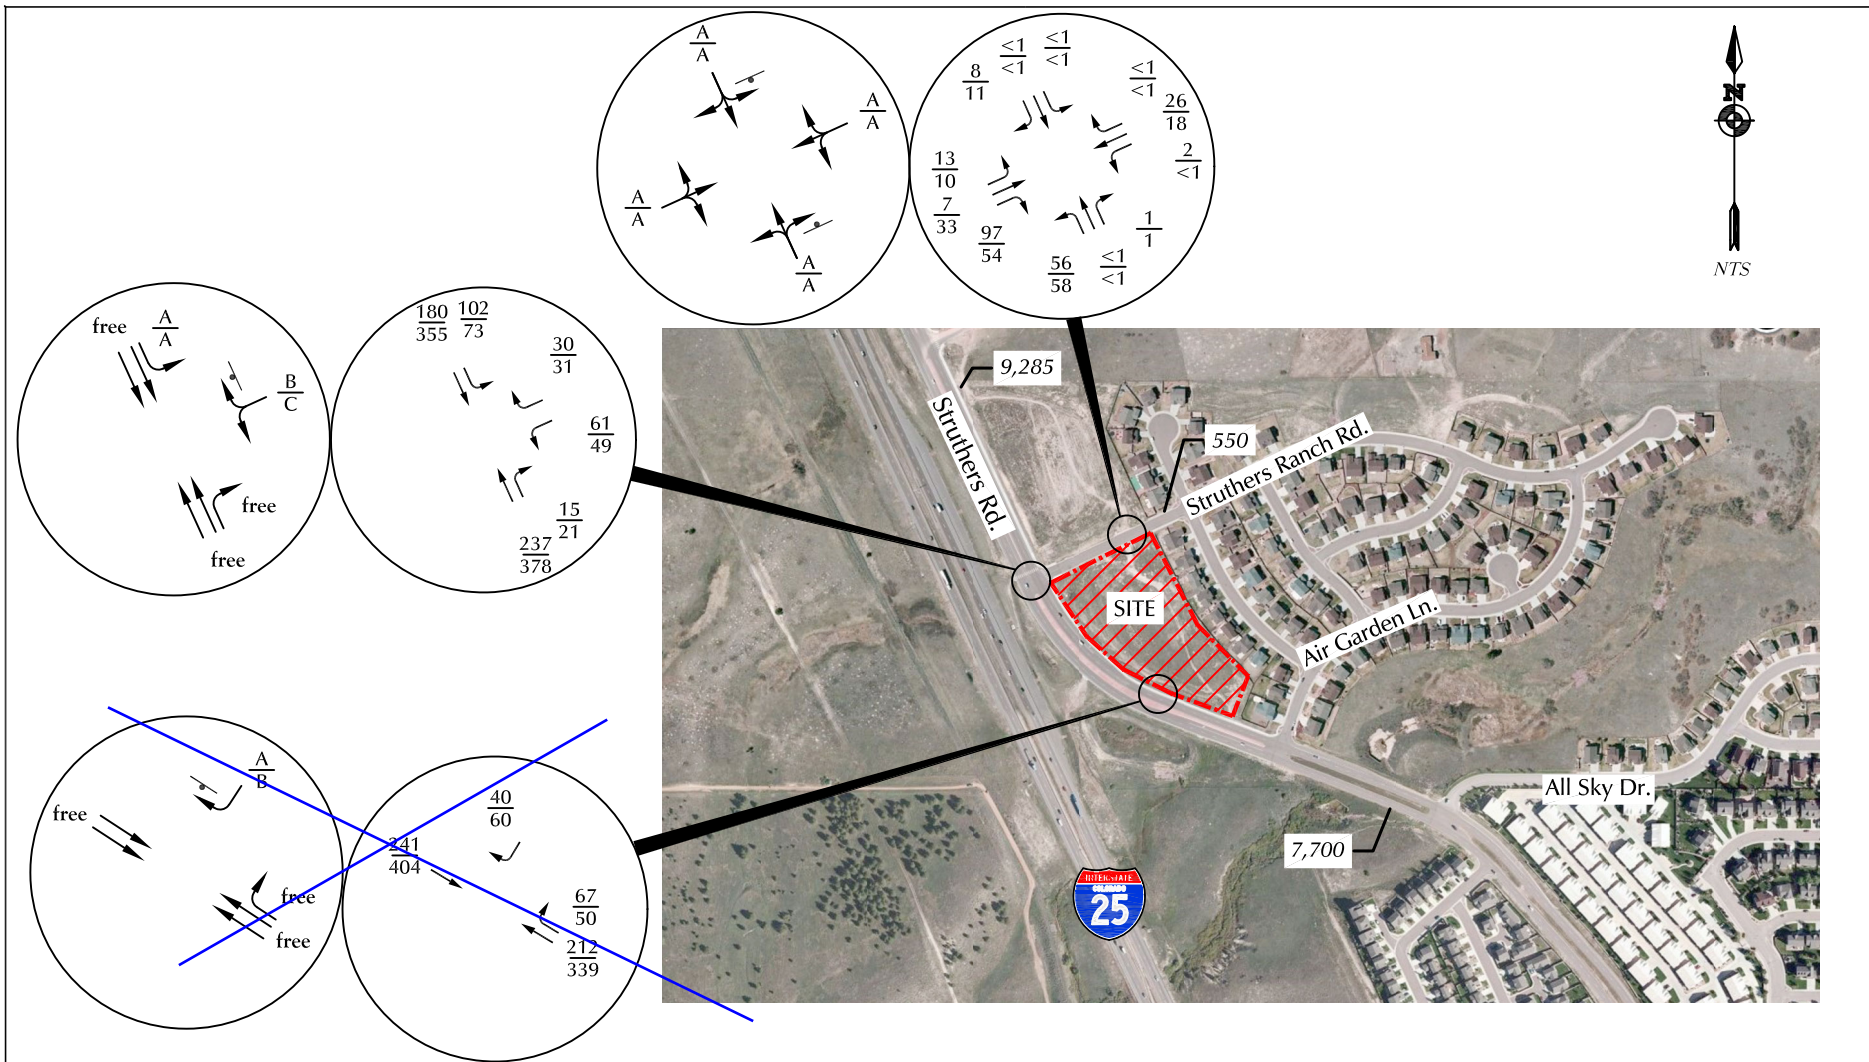 A
A
A
A
A
A
A
A
<1
<1
<1
<1
8
11
<1
<1
26
18
2
<1
13
10
7
33
97
54
1
1
56
58
<1
<1
N
NTS
free
A
A
B
C
free
free
180
355
102
73
30
31
61
49
15
21
237
378
9,285
Struthers Rd.
550
Struthers Ranch Rd.
SITE
Air Garden Ln.
All Sky Dr.
7,700
INTERSTATE
COLORADO
25
A
B
free
free
free
40
60
241
404
67
50
212
339